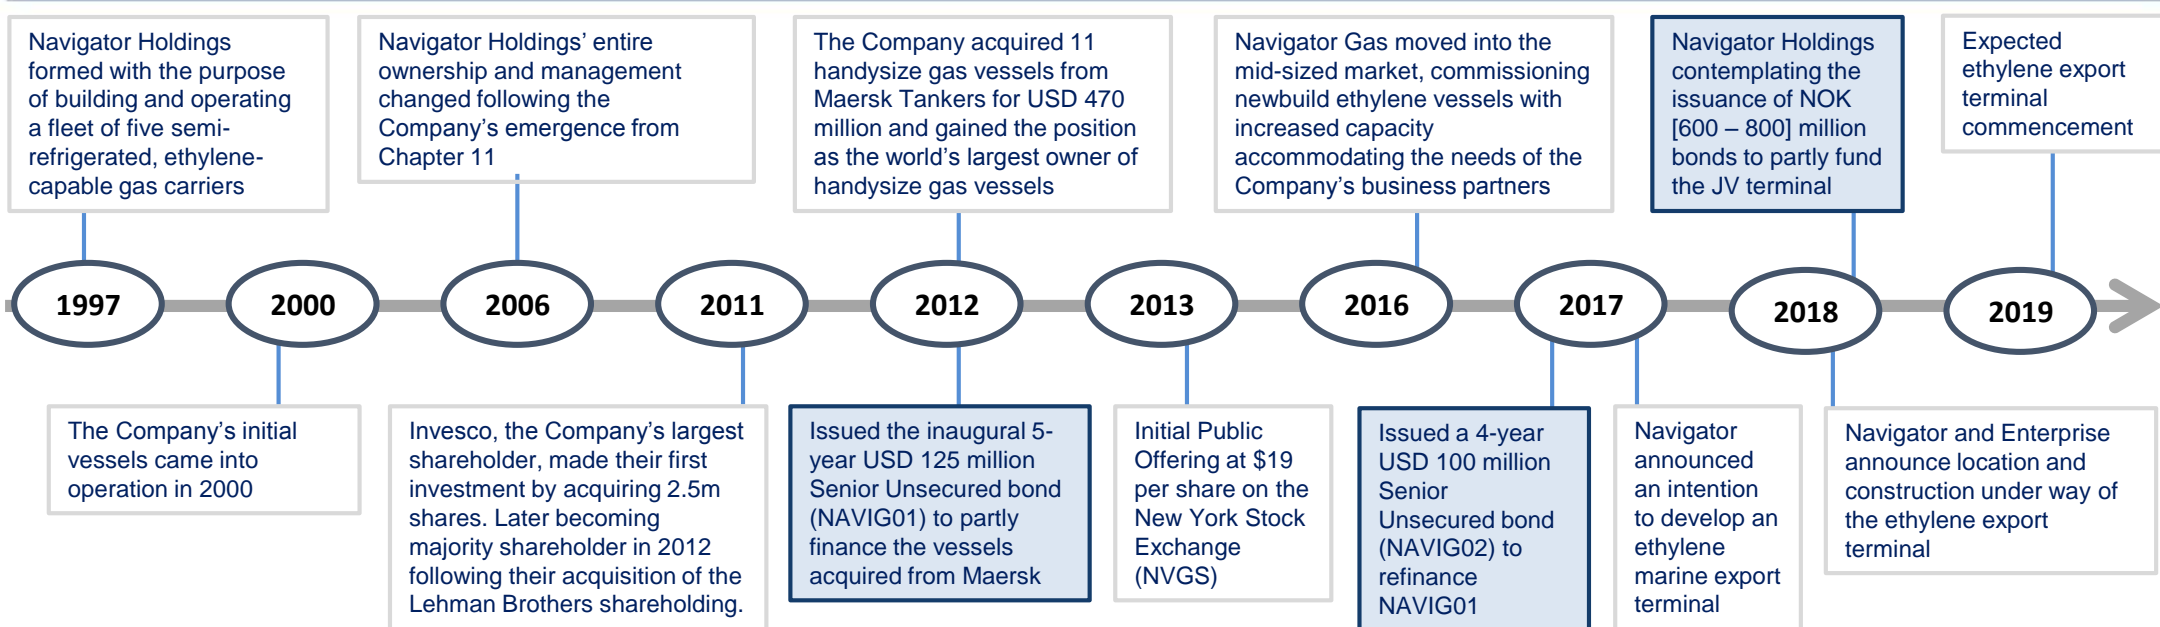 Navigator Holdings
formed with the purpose
of building and operating
a fleet of five semi-
refrigerated, ethylene-
capable gas carriers
Navigator Holdings’ entire
ownership and management
changed following the
Company’s emergence from
Chapter 11
The Company acquired 11
handysize gas vessels from
Maersk Tankers for USD 470
million and gained the position
as the world’s largest owner of
handysize gas vessels
Navigator Gas moved into the
mid-sized market, commissioning
newbuild ethylene vessels with
increased capacity
accommodating the needs of the
Company’s business partners
Navigator Holdings
contemplating the
issuance of NOK
[600 – 800] million
bonds to partly fund
the JV terminal
Expected
ethylene export
terminal
commencement
1997
2000
2006
2011
2012
2013
2016
2017
2018
2019
The Company’s initial
vessels came into
operation in 2000
Invesco, the Company’s largest
shareholder, made their first
investment by acquiring 2.5m
shares. Later becoming
majority shareholder in 2012
following their acquisition of the
Lehman Brothers shareholding.
Issued the inaugural 5-
year USD 125 million
Senior Unsecured bond
(NAVIG01) to partly
finance the vessels
acquired from Maersk
Initial Public
Offering at $19
per share on the
New York Stock
Exchange
(NVGS)
Issued a 4-year
USD 100 million
Senior
Unsecured bond
(NAVIG02) to
refinance
NAVIG01
Navigator
announced
an intention
to develop an
ethylene
marine export
terminal
Navigator and Enterprise
announce location and
construction under way of
the ethylene export
terminal